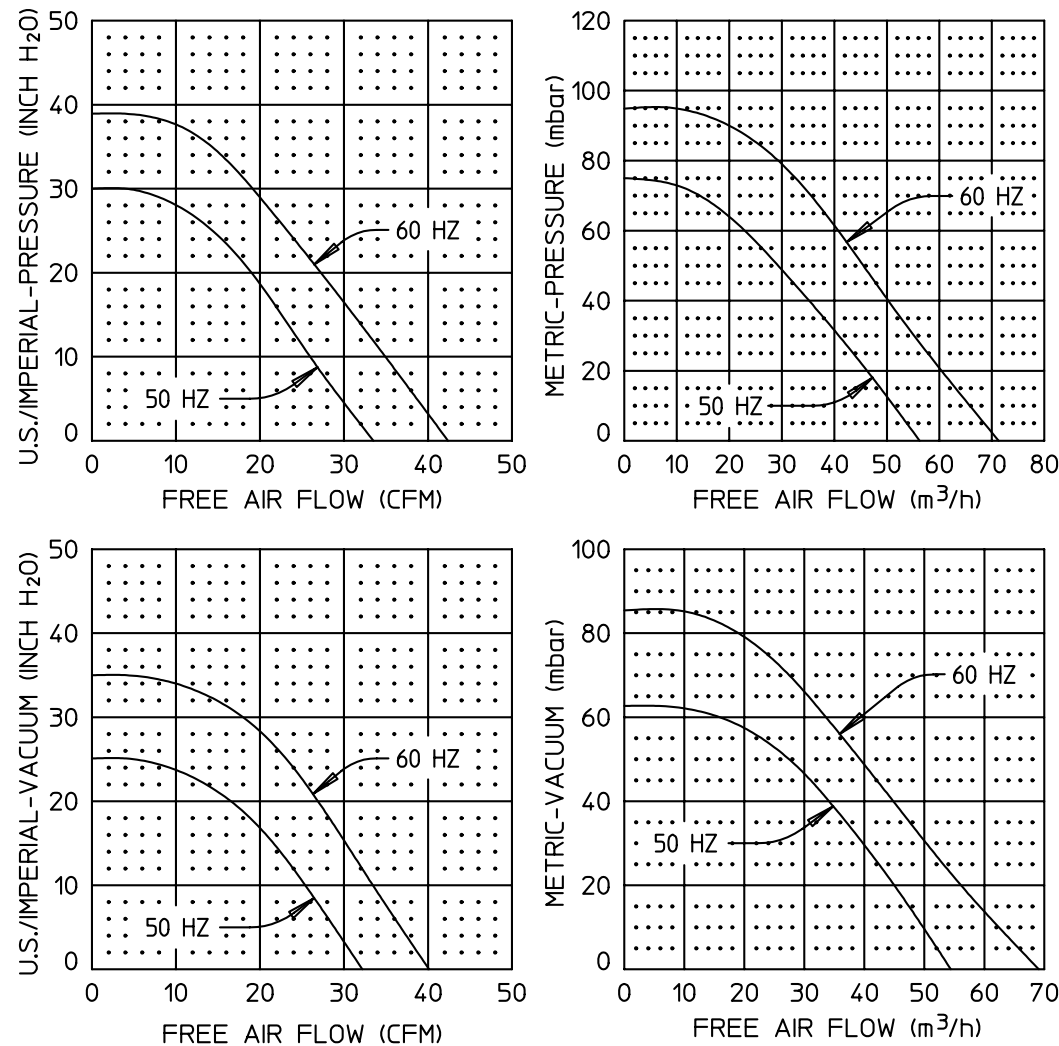 U.S./IMPERIAL-PRESSURE (INCH H₂O)
50
40
30
20
10
0
60 HZ
50 HZ
0 10 20 30 40 50
FREE AIR FLOW (CFM)
METRIC-PRESSURE (mbar)
120
100
80
60
40
20
0
60 HZ
50 HZ
0 10 20 30 40 50 60 70 80
FREE AIR FLOW (m³/h)
U.S./IMPERIAL-VACUUM (INCH H₂O)
50
40
30
20
10
0
60 HZ
50 HZ
0 10 20 30 40 50
FREE AIR FLOW (CFM)
METRIC-VACUUM (mbar)
100
80
60
40
20
0
60 HZ
50 HZ
0 10 20 30 40 50 60 70
FREE AIR FLOW (m³/h)